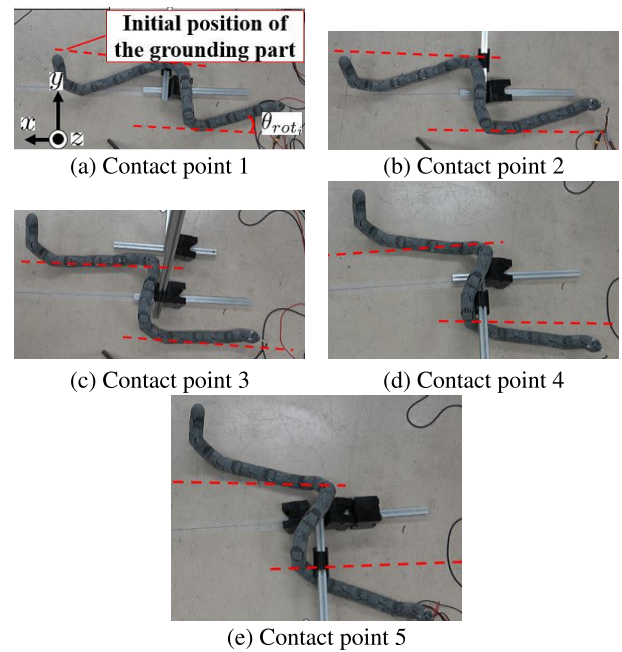 Initial position of
the grounding part
y
x
z
θrot_i
(a) Contact point 1
(b) Contact point 2
(c) Contact point 3
(d) Contact point 4
(e) Contact point 5